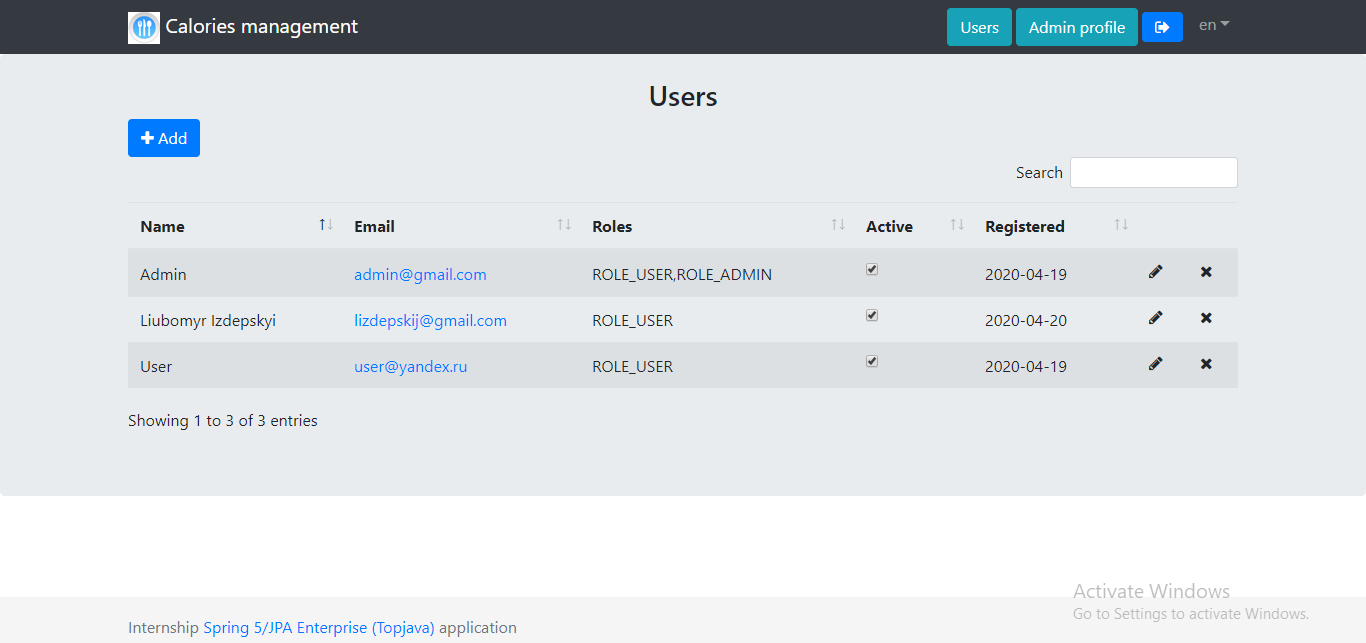 Calories management Users Admin profile en
Users
Add
Search
Name Email Roles Active Registered
Admin admin@gmail.com ROLE_USER,ROLE_ADMIN 2020-04-19
Liubomyr Izdepskyi lizdepskij@gmail.com ROLE_USER 2020-04-20
User user@yandex.ru ROLE_USER 2020-04-19
Showing 1 to 3 of 3 entries
Activate Windows
Go to Settings to activate Windows.
Internship Spring 5/JPA Enterprise (Topjava) application